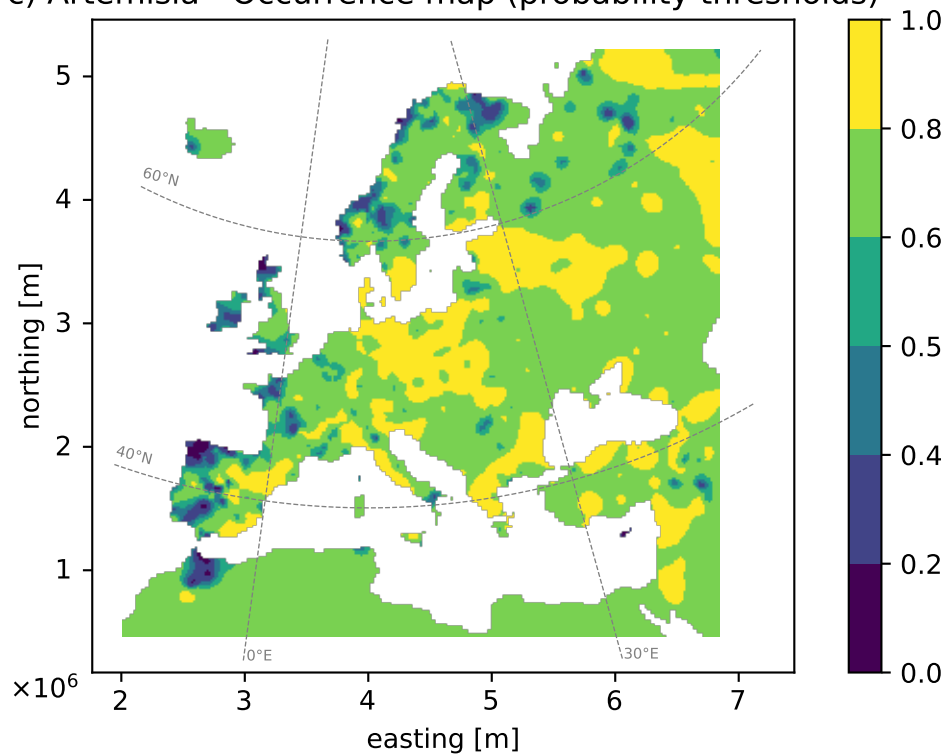 c) Artemisia - Occurrence map (probability thresholds)
1.0
0.8
0.6
0.5
0.4
0.2
0.0
northing [m]
5
4
3
2
1
60°N
40°N
0°E
30°E
×10⁶
2 3 4 5 6 7
easting [m]